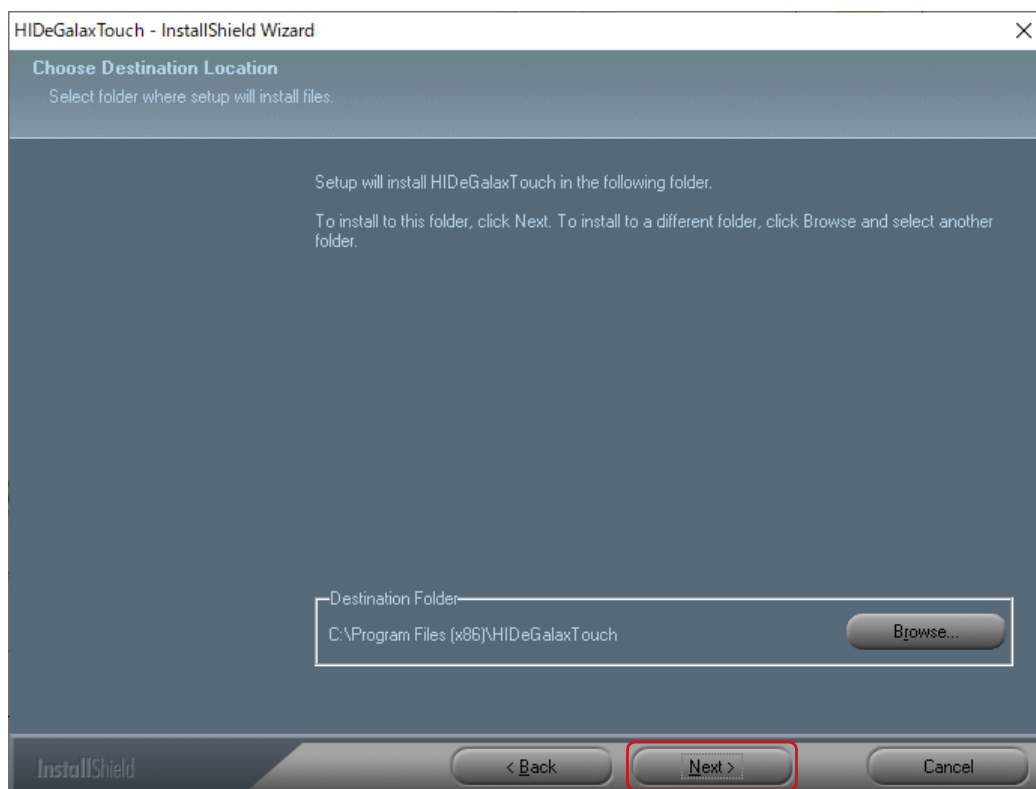 HIDeGalaxTouch - InstallShield Wizard
Choose Destination Location
Select folder where setup will install files.
Setup will install HIDeGalaxTouch in the following folder.
To install to this folder, click Next. To install to a different folder, click Browse and select another
folder.
Destination Folder
C:\Program Files (x86)\HIDeGalaxTouch
Browse...
InstallShield
< Back
Next >
Cancel